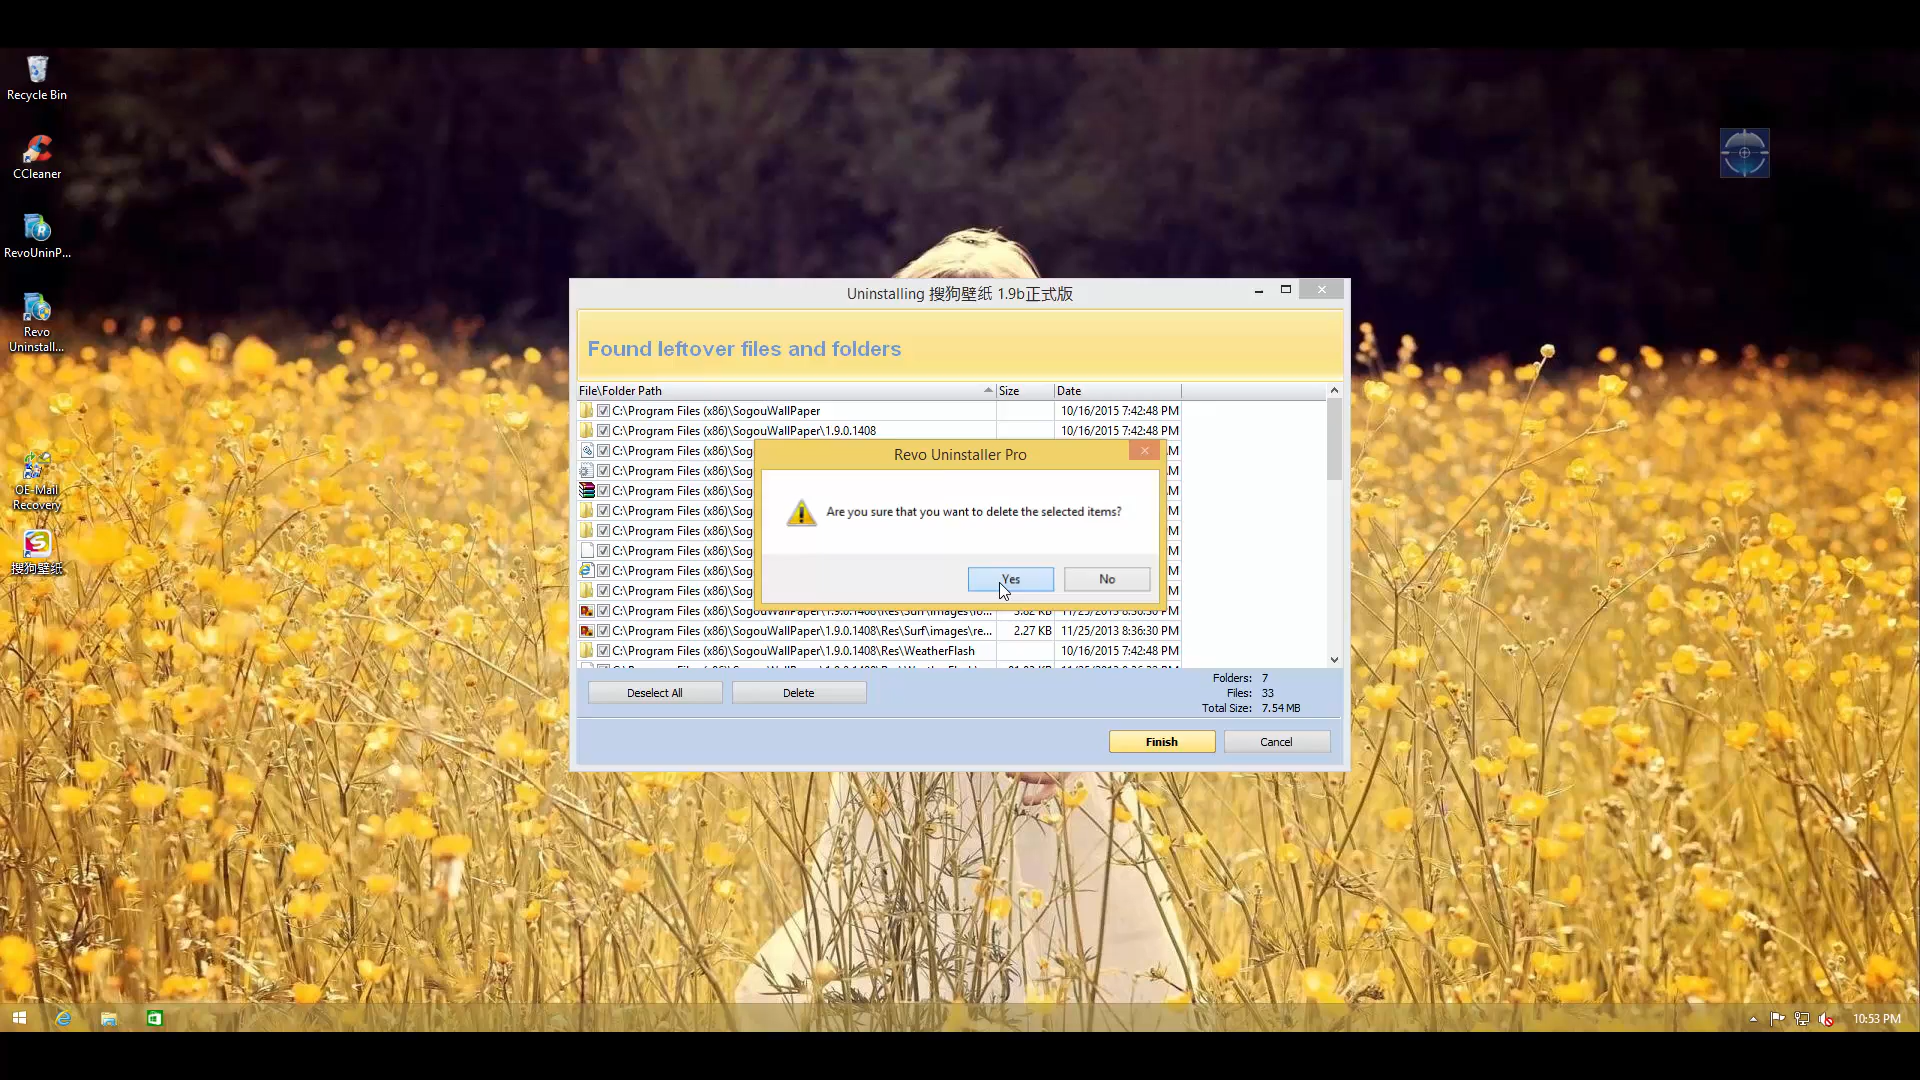 Recycle Bin
CCleaner
RevoUninP...
Revo
Uninstall...
OE-Mail
Recovery
搜狗壁纸
Uninstalling 搜狗壁纸 1.9b正式版
Found leftover files and folders
File\Folder Path Size Date
C:\Program Files (x86)\SogouWallPaper 10/16/2015 7:42:48 PM
C:\Program Files (x86)\SogouWallPaper\1.9.0.1408 10/16/2015 7:42:48 PM
C:\Program Files (x86)\Sog
C:\Program Files (x86)\Sog
C:\Program Files (x86)\Sog
C:\Program Files (x86)\Sog
C:\Program Files (x86)\Sog
C:\Program Files (x86)\Sog
C:\Program Files (x86)\Sog
C:\Program Files (x86)\Sog
Revo Uninstaller Pro
Are you sure that you want to delete the selected items?
Yes No
C:\Program Files (x86)\SogouWallPaper\1.9.0.1408\Res\Surf\images\re... 2.27 KB 11/25/2013 8:36:30 PM
C:\Program Files (x86)\SogouWallPaper\1.9.0.1408\Res\WeatherFlash 10/16/2015 7:42:48 PM
Deselect All Delete
Folders: 7
Files: 33
Total Size: 7.54 MB
Finish Cancel
10:53 PM